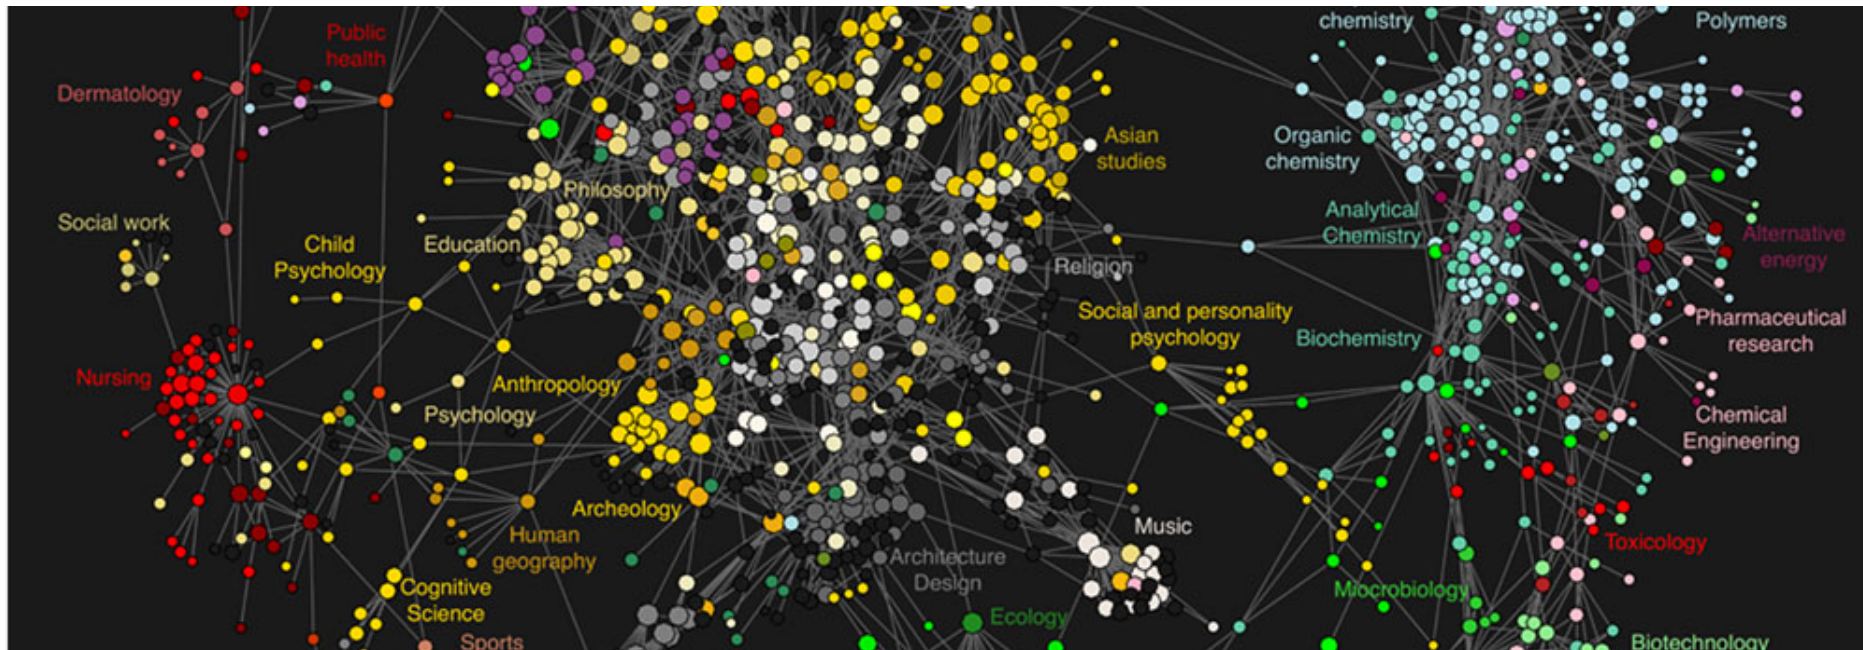 chemistry
Polymers
Public
health
Dermatology
Asian
studies
Organic
chemistry
Philosophy
Social work
Child
Psychology
Education
Analytical
Chemistry
Alternative
energy
Religion
Social and personality
psychology
Biochemistry
Pharmaceutical
research
Nursing
Anthropology
Psychology
Chemical
Engineering
Archeology
Human
geography
Music
Architecture
Design
Toxicology
Cognitive
Science
Miocrobiology
Ecology
Sports
Biotechnology